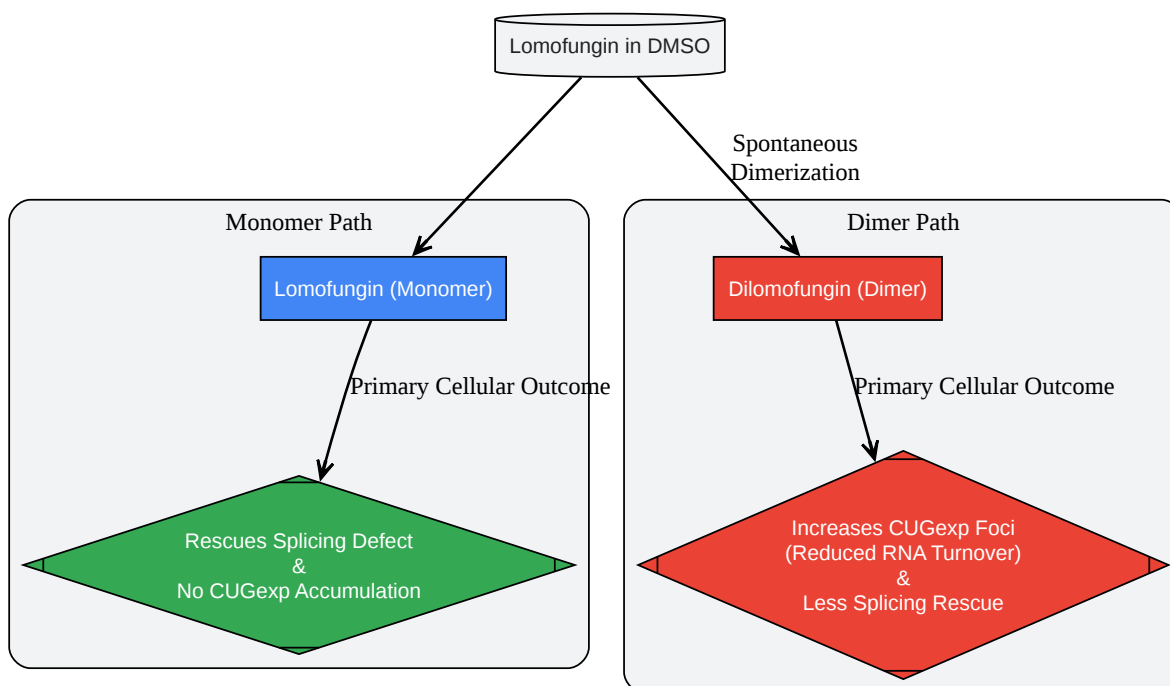 Lomofungin in DMSO
Spontaneous
Dimerization
Monomer Path
Dimer Path
Lomofungin (Monomer)
Dilomofungin (Dimer)
Primary Cellular Outcome
Primary Cellular Outcome
Rescues Splicing Defect
&
No CUGexp Accumulation
Increases CUGexp Foci
(Reduced RNA Turnover)
&
Less Splicing Rescue